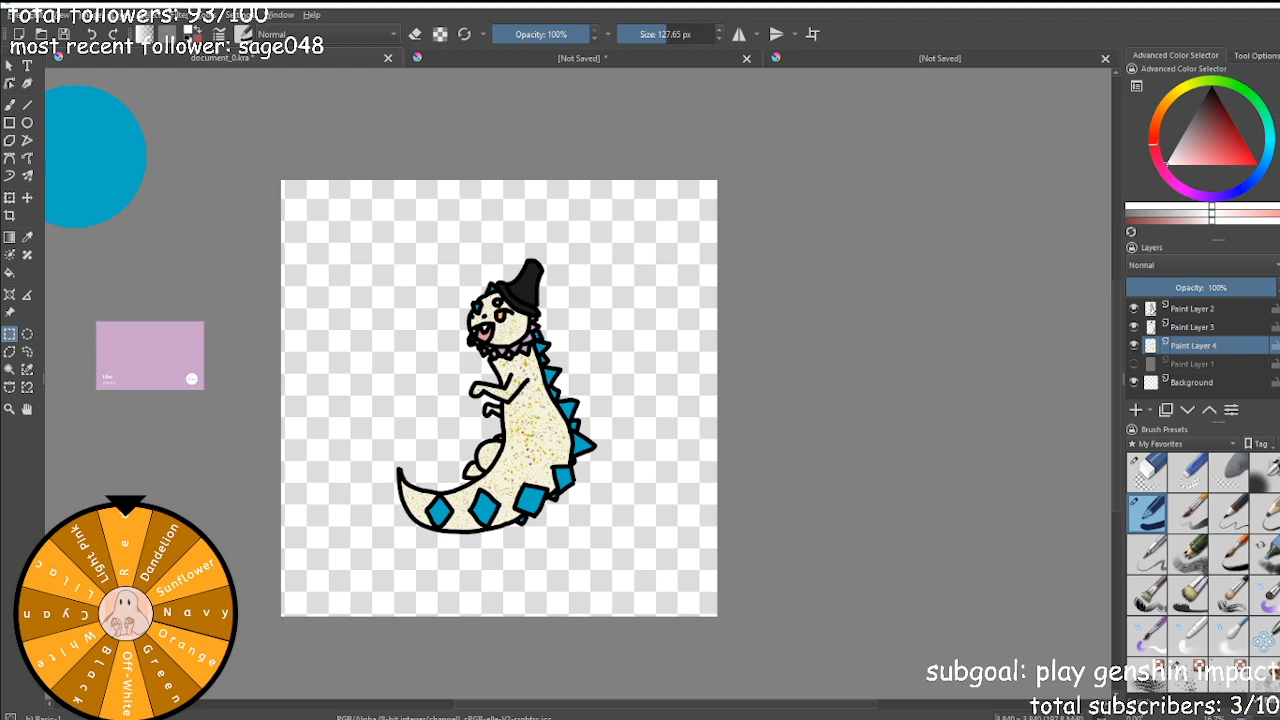 total followers: 93/100
Window Help
most recent follower: sage048
Normal
Opacity: 100%
Size: 127.65 px
document_0.kra
[Not Saved] *
[Not Saved]
Advanced Color Selector
Tool Options
Advanced Color Selector
Layers
Normal
Opacity: 100%
Paint Layer 2
Paint Layer 3
Paint Layer 4
Paint Layer 1
Background
Brush Presets
My Favorites
Tag
Lilac
Light Pink
Dandelion
Sunflower
Navy
Orange
Green
Off-White
Black
White
Cyan
Lilac
subgoal: play genshin impact
total subscribers: 3/10